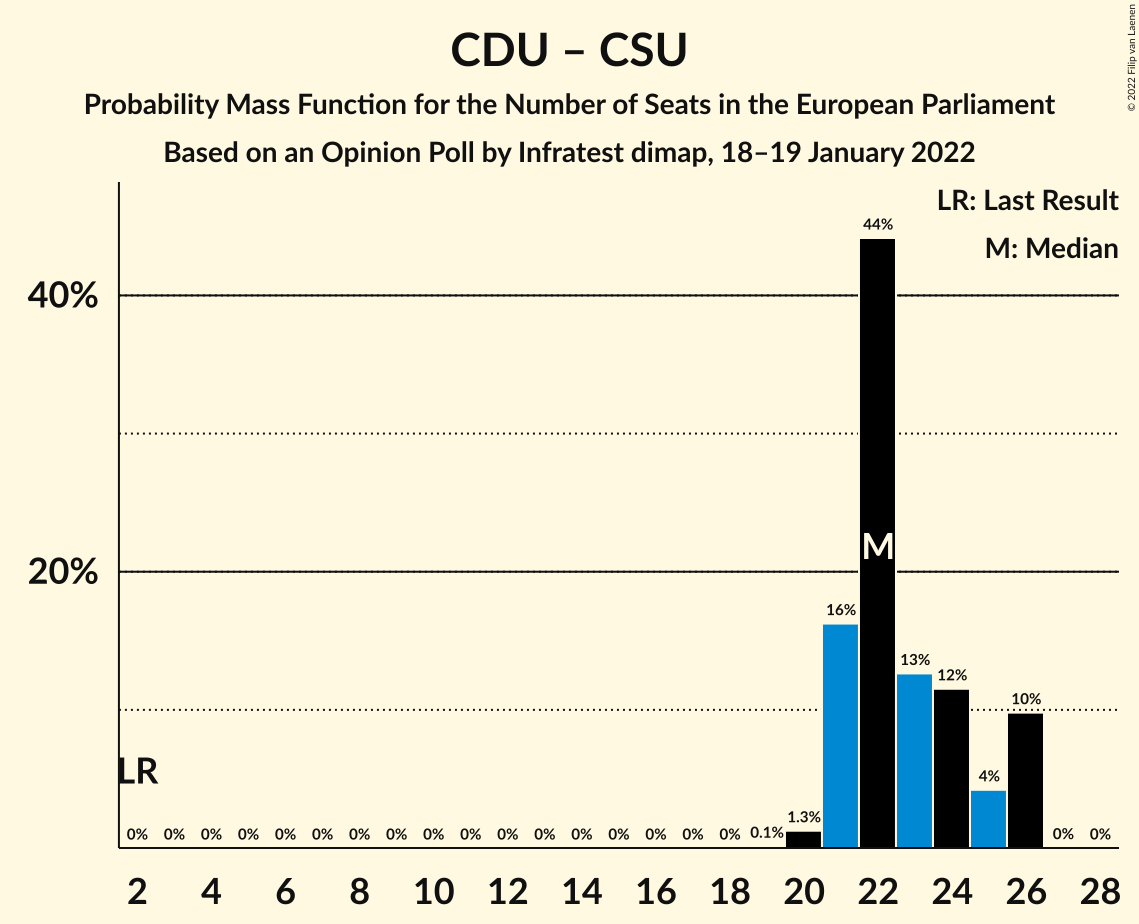 CDU – CSU
Probability Mass Function for the Number of Seats in the European Parliament
Based on an Opinion Poll by Infratest dimap, 18–19 January 2022
© 2022 Filip van Laenen
LR: Last Result
M: Median
40%
20%
44%
M
16%
13%
12%
10%
4%
LR
0% 0% 0% 0% 0% 0% 0% 0% 0% 0% 0% 0% 0% 0% 0% 0% 0% 0.1% 1.3% 0% 0%
2 4 6 8 10 12 14 16 18 20 22 24 26 28